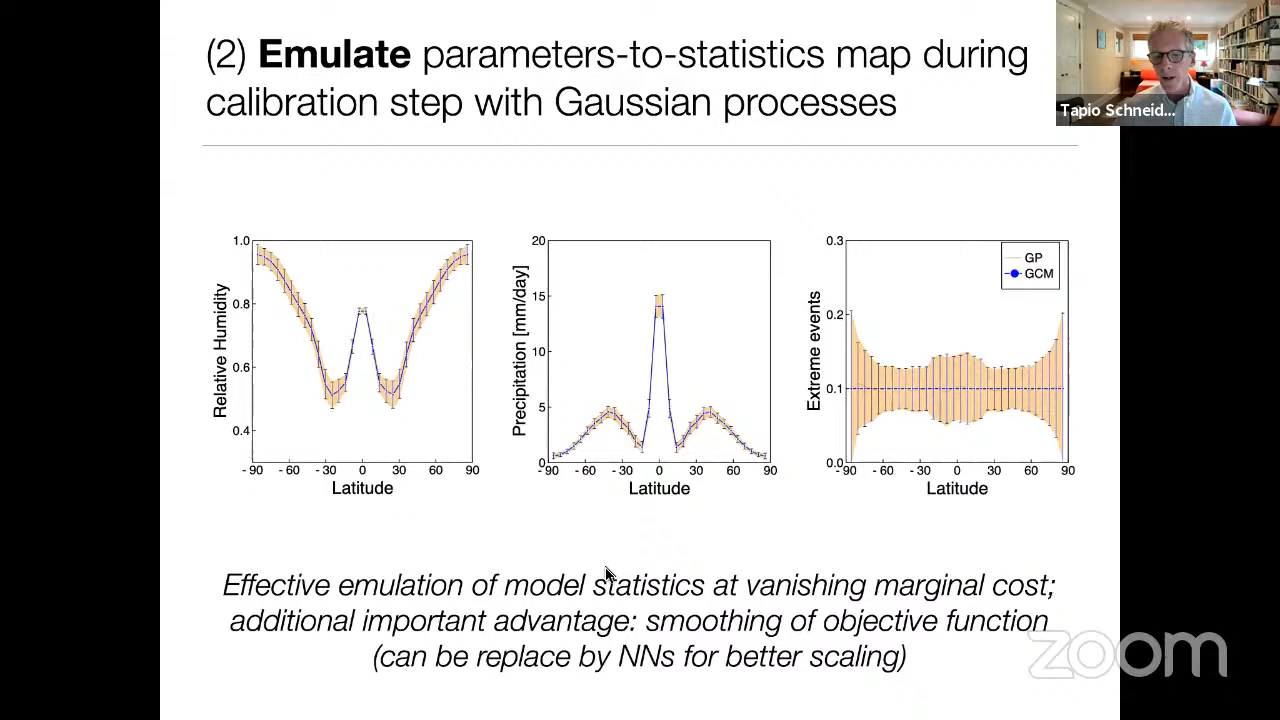 (2) Emulate parameters-to-statistics map during
calibration step with Gaussian processes
Tapio Schneid...
Relative Humidity
1.0
0.8
0.6
0.4
- 90 - 60 - 30 0 30 60 90
Latitude
Precipitation [mm/day]
20
15
10
5
0
- 90 - 60 - 30 0 30 60 90
Latitude
Extreme events
0.3
0.2
0.1
0.0
GP
GCM
- 90 - 60 - 30 0 30 60 90
Latitude
Effective emulation of model statistics at vanishing marginal cost;
additional important advantage: smoothing of objective function
(can be replace by NNs for better scaling)
zoom